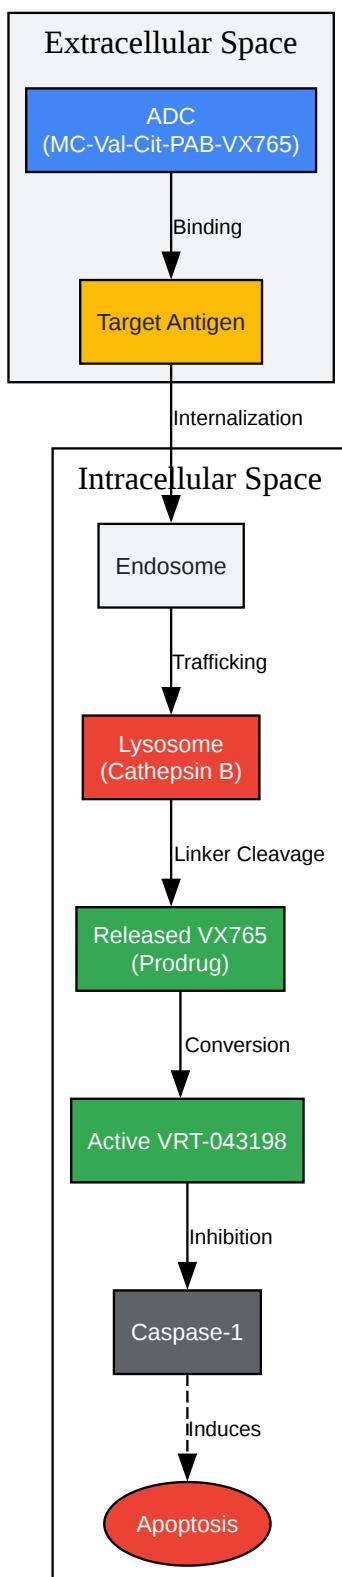 Extracellular Space
ADC
(MC-Val-Cit-PAB-VX765)
Binding
Target Antigen
Internalization
Intracellular Space
Endosome
Trafficking
Lysosome
(Cathepsin B)
Linker Cleavage
Released VX765
(Prodrug)
Conversion
Active VRT-043198
Inhibition
Caspase-1
Induces
Apoptosis